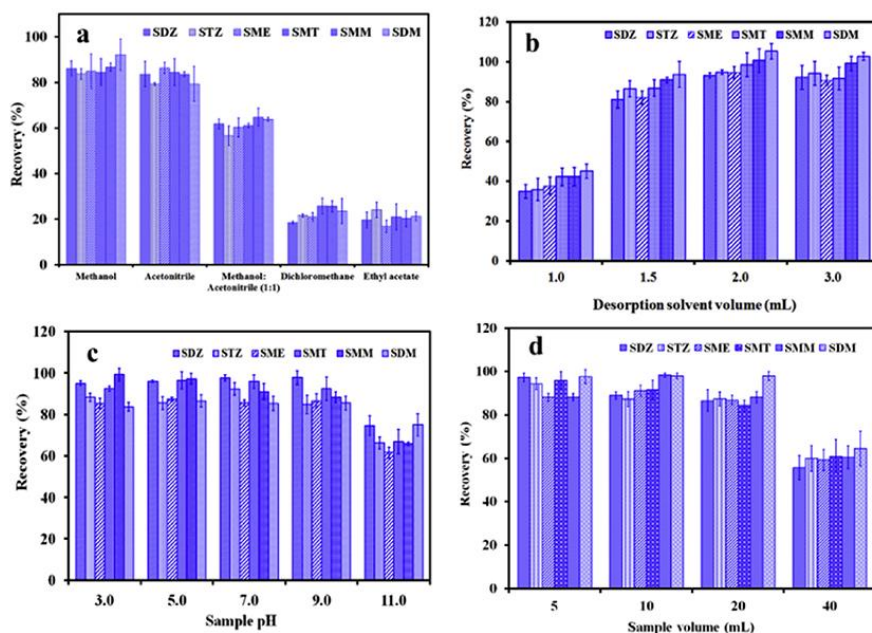 a
SDZ STZ SME SMT SMM SDM
Recovery (%)
100
80
60
40
20
0
Methanol Acetonitrile Methanol: Dichloromethane Ethyl acetate
Acetonitrile (1:1)
b
SDZ STZ SME SMT SMM SDM
Recovery (%)
120
100
80
60
40
20
0
1.0 1.5 2.0 3.0
Desorption solvent volume (mL)
c
SDZ STZ SME SMT SMM SDM
Recovery (%)
120
100
80
60
40
20
0
3.0 5.0 7.0 9.0 11.0
Sample pH
d
SDZ STZ SME SMT SMM SDM
Recovery (%)
120
100
80
60
40
20
0
5 10 20 40
Sample volume (mL)